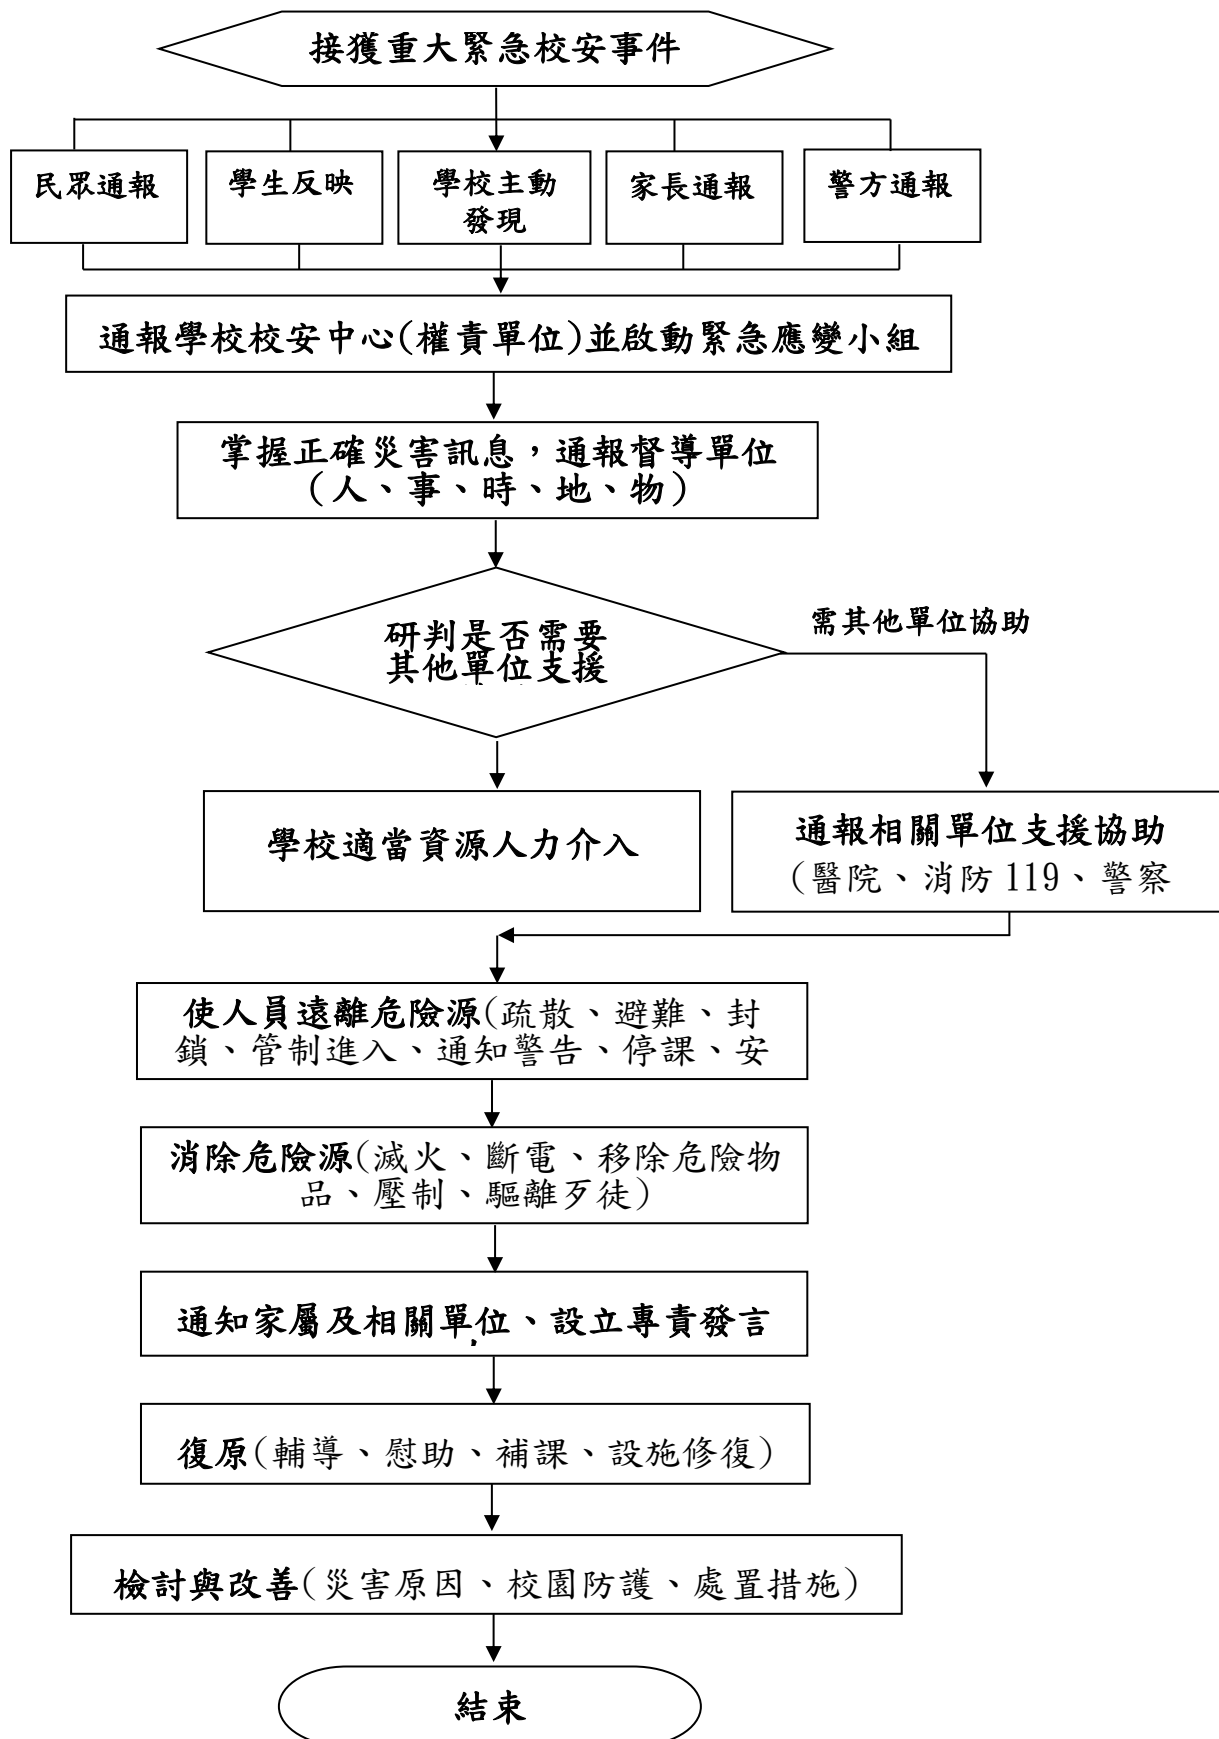 接獲重大緊急校安事件
民眾通報
學生反映
學校主動
發現
家長通報
警方通報
通報學校校安中心(權責單位)並啟動緊急應變小組
掌握正確災害訊息，通報督導單位
(人、事、時、地、物)
研判是否需要
其他單位支援
需其他單位協助
學校適當資源人力介入
通報相關單位支援協助
(醫院、消防 119、警察
使人員遠離危險源(疏散、避難、封
鎖、管制進入、通知警告、停課、安
消除危險源(滅火、斷電、移除危險物
品、壓制、驅離歹徒)
通知家屬及相關單位、設立專責發言
復原(輔導、慰助、補課、設施修復)
檢討與改善(災害原因、校園防護、處置措施)
結束